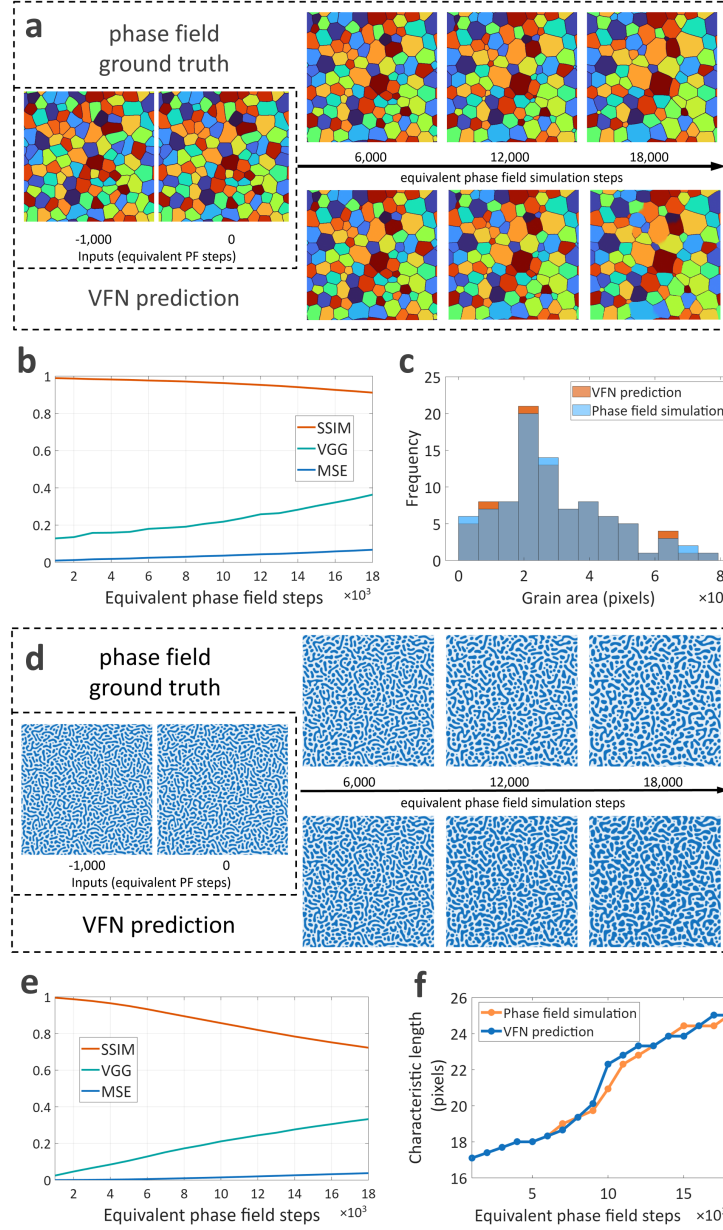 a
phase field
ground truth
6,000 12,000 18,000
equivalent phase field simulation steps
-1,000 0
Inputs (equivalent PF steps)
VFN prediction
b
1
0.8
0.6
0.4
0.2
0
SSIM
VGG
MSE
2 4 6 8 10 12 14 16 18
Equivalent phase field steps ×10³
c
25
20
15
10
5
0
Frequency
VFN prediction
Phase field simulation
0 2 4 6 8
Grain area (pixels)
d
phase field
ground truth
6,000 12,000 18,000
equivalent phase field simulation steps
-1,000 0
Inputs (equivalent PF steps)
VFN prediction
e
1
0.8
0.6
0.4
0.2
0
SSIM
VGG
MSE
2 4 6 8 10 12 14 16 18
Equivalent phase field steps ×10³
f
26
24
22
20
18
16
Characteristic length
(pixels)
Phase field simulation
VFN prediction
5 10 15
Equivalent phase field steps ×10³